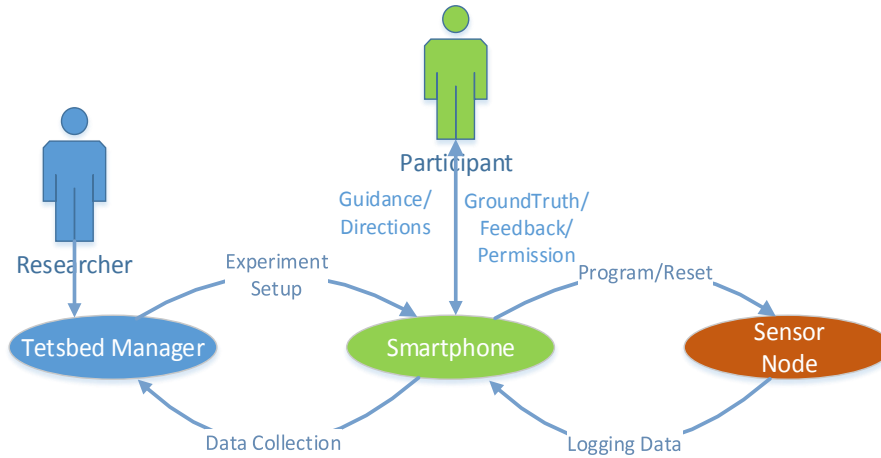 Participant
Guidance/
Directions
GroundTruth/
Feedback/
Permission
Researcher
Experiment
Setup
Program/Reset
Tetsbed Manager
Smartphone
Sensor
Node
Data Collection
Logging Data